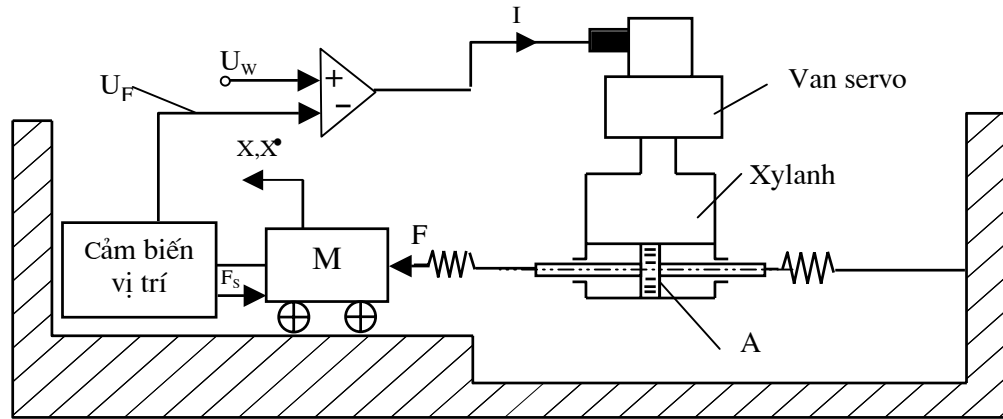 I
U_W
+
−
U_F
Van servo
X,X•
Xylanh
Cảm biến
vị trí
F_S
M
F
A